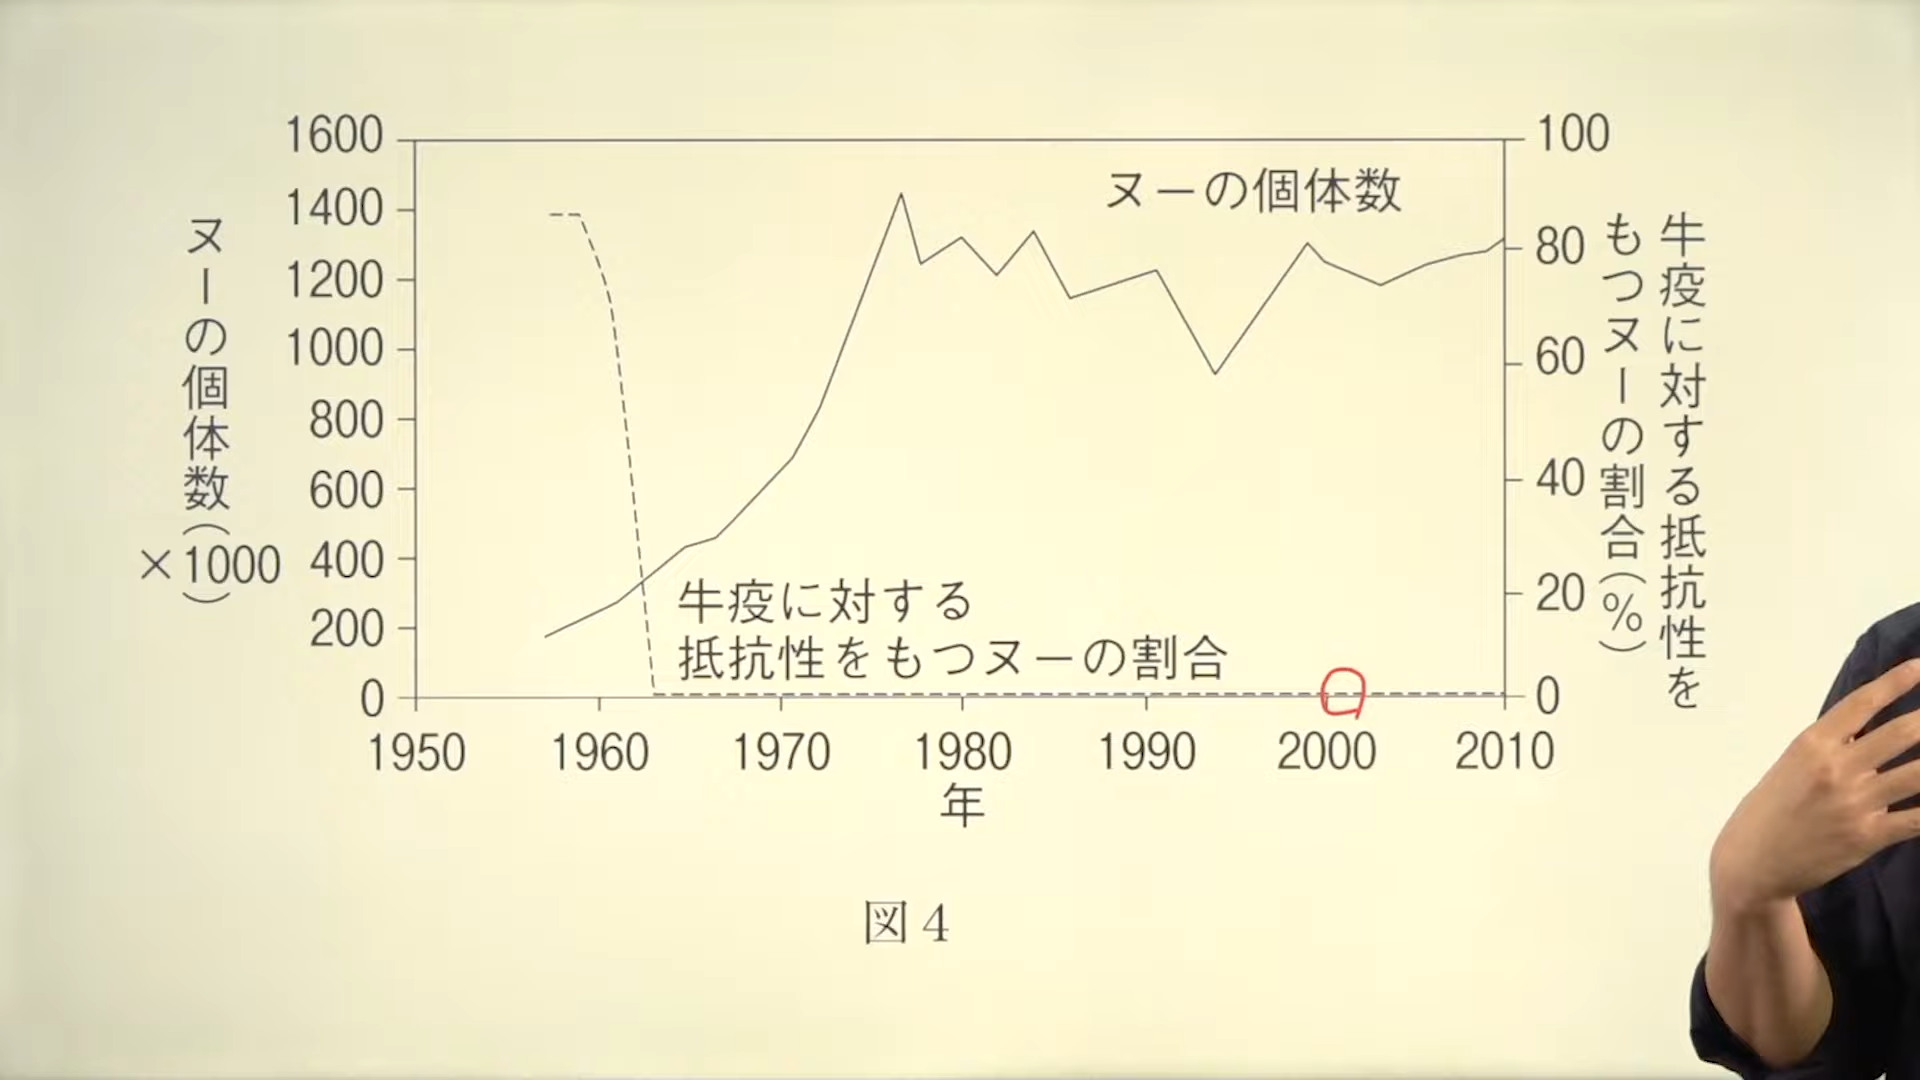 1600
1400
1200
1000
800
600
400
200
0
ヌーの個体数(×1000)
ヌーの個体数
牛疫に対する
抵抗性をもつヌーの割合
100
80
60
40
20
0
牛疫に対する抵抗性を
もつヌーの割合(%)
1950 1960 1970 1980 1990 2000 2010
年
図4